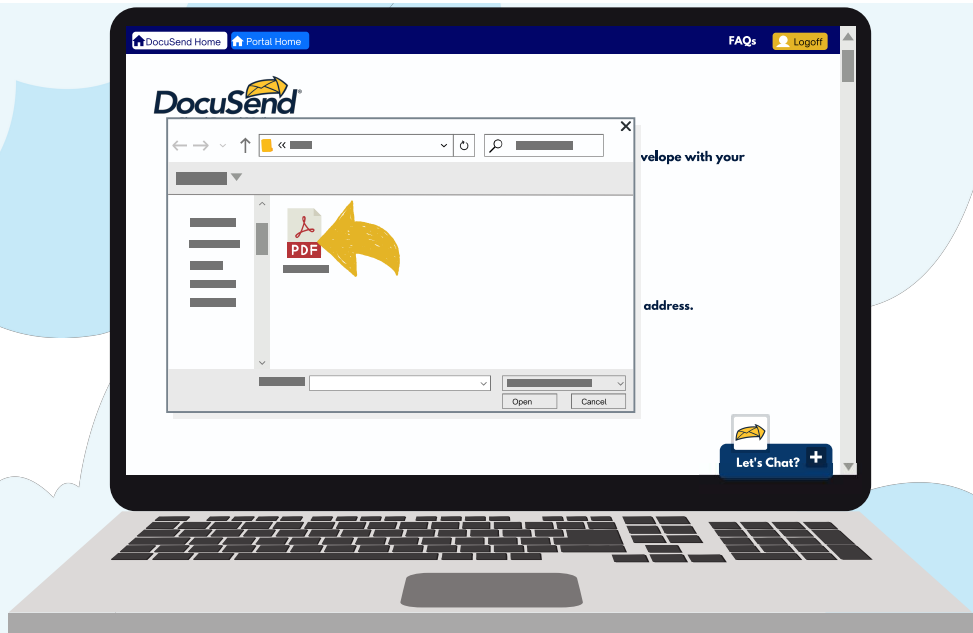 DocuSend Home
Portal Home
FAQs
Logoff
DocuSend®
velope with your
PDF
address.
Open
Cancel
Let's Chat? +